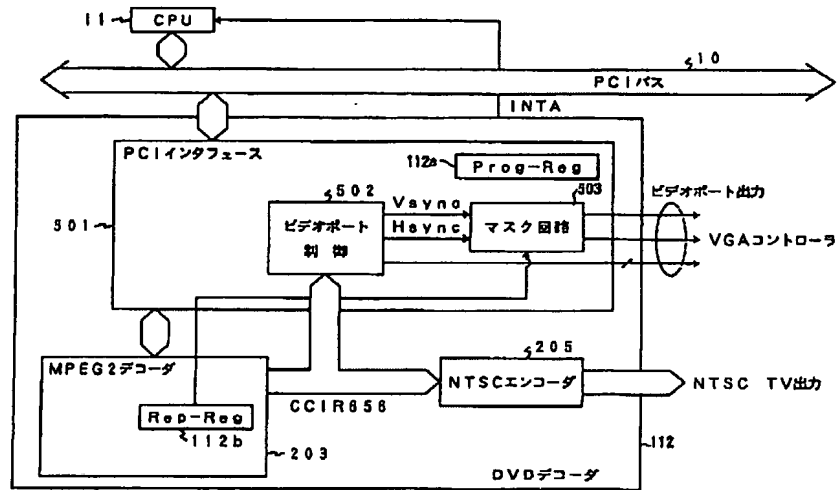 11
CPU
10
PCIバス
INTA
PCIインタフェース
112a
Prog-Reg
502
503
ビデオポート出力
Vsync
501
ビデオポート
制御
Hsync
マスク回路
VGAコントローラ
MPEG2デコーダ
205
NTSCエンコーダ
NTSC TV出力
CCIR656
Rep-Reg
112b
203
DVDデコーダ
112